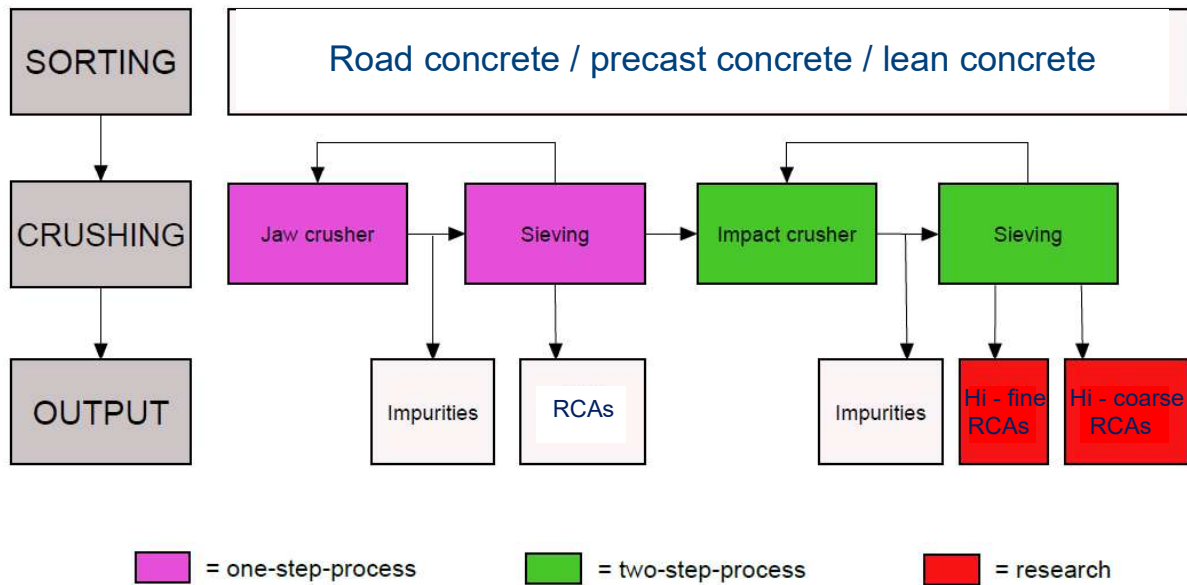 SORTING
Road concrete / precast concrete / lean concrete
CRUSHING
Jaw crusher
Sieving
Impact crusher
Sieving
OUTPUT
Impurities
RCAs
Impurities
Hi - fine
RCAs
Hi - coarse
RCAs
= one-step-process
= two-step-process
= research